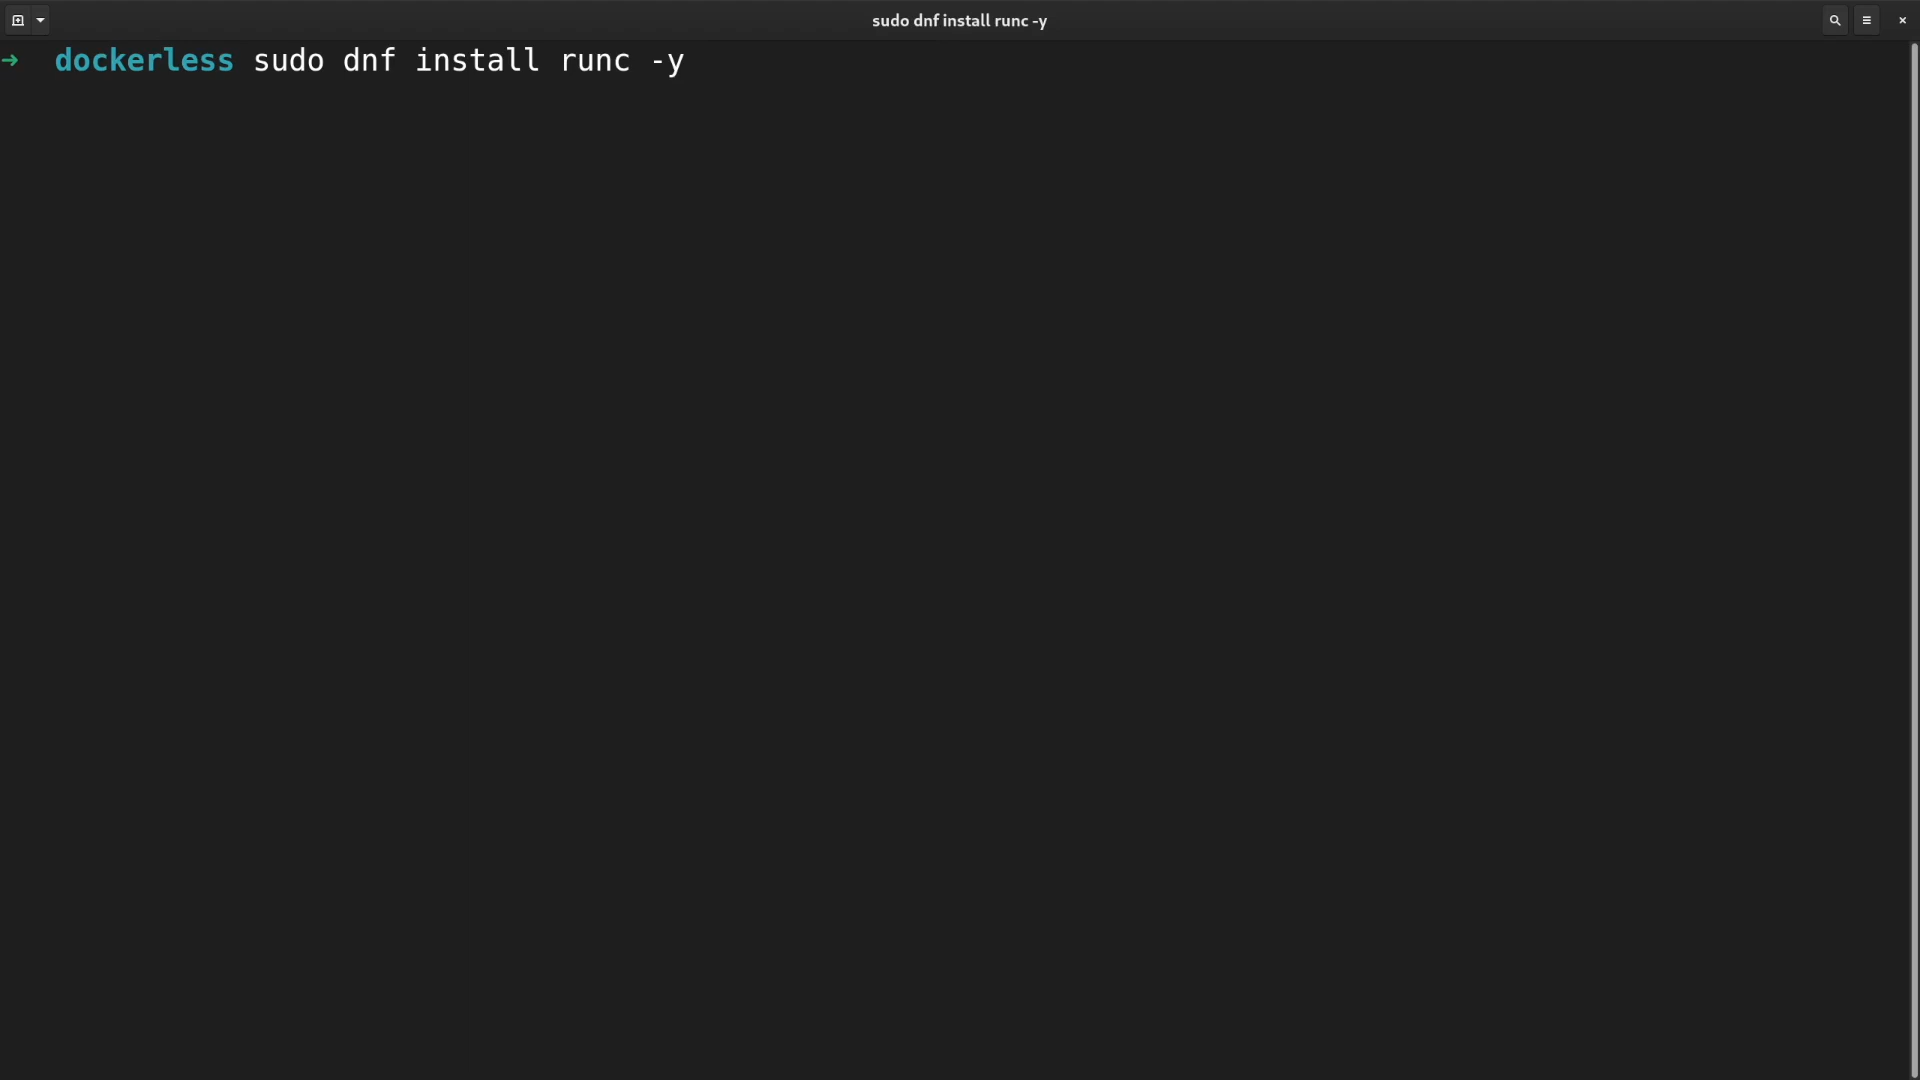 sudo dnf install runc -y
➜ dockerless sudo dnf install runc -y